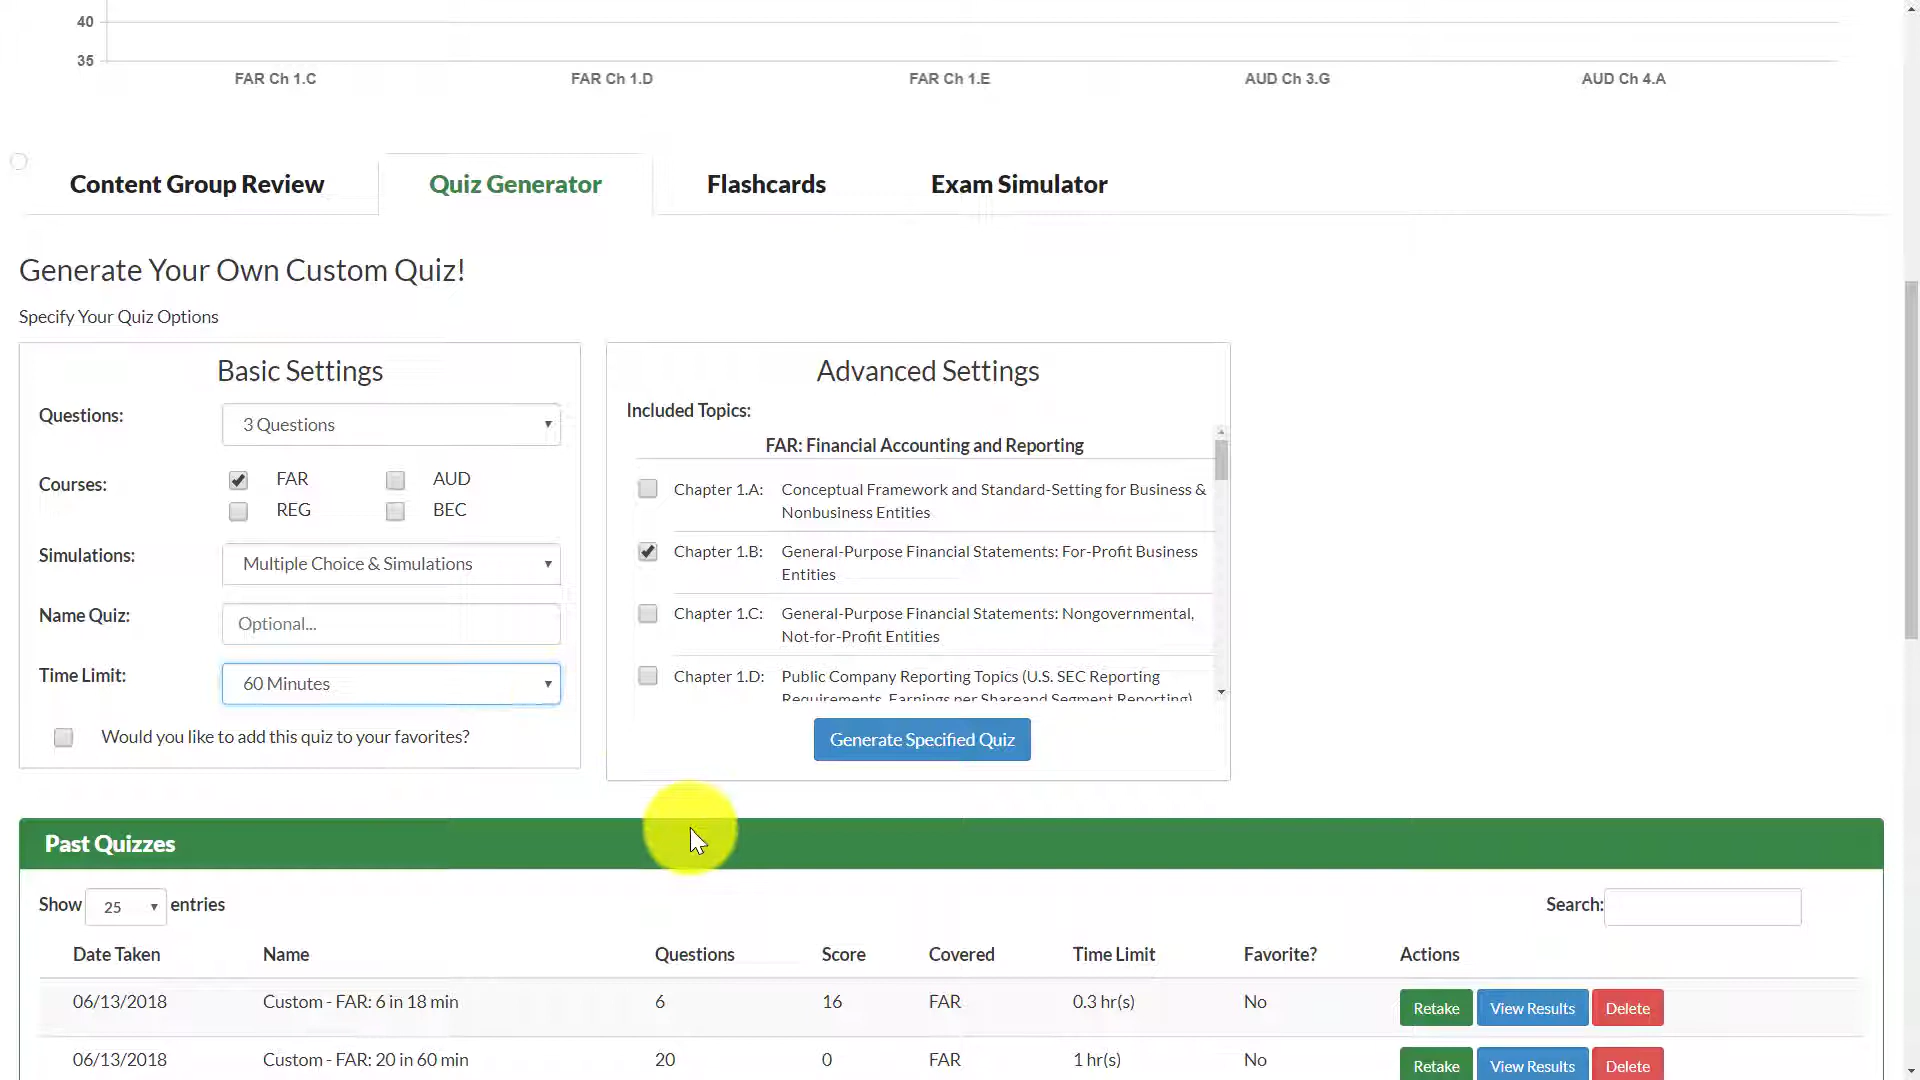 40
35
FAR Ch 1.C FAR Ch 1.D FAR Ch 1.E AUD Ch 3.G AUD Ch 4.A
Content Group Review Quiz Generator Flashcards Exam Simulator
Generate Your Own Custom Quiz!
Specify Your Quiz Options
Basic Settings
Questions: 3 Questions
Courses: FAR AUD
REG BEC
Simulations: Multiple Choice & Simulations
Name Quiz: Optional...
Time Limit: 60 Minutes
Would you like to add this quiz to your favorites?
Advanced Settings
Included Topics:
FAR: Financial Accounting and Reporting
Chapter 1.A: Conceptual Framework and Standard-Setting for Business &
Nonbusiness Entities
Chapter 1.B: General-Purpose Financial Statements: For-Profit Business
Entities
Chapter 1.C: General-Purpose Financial Statements: Nongovernmental,
Not-for-Profit Entities
Chapter 1.D: Public Company Reporting Topics (U.S. SEC Reporting
Requirements, Earnings per Shareand Segment Reporting)
Generate Specified Quiz
Past Quizzes
Show 25 entries Search:
Date Taken Name Questions Score Covered Time Limit Favorite? Actions
06/13/2018 Custom - FAR: 6 in 18 min 6 16 FAR 0.3 hr(s) No Retake View Results Delete
06/13/2018 Custom - FAR: 20 in 60 min 20 0 FAR 1 hr(s) No Retake View Results Delete